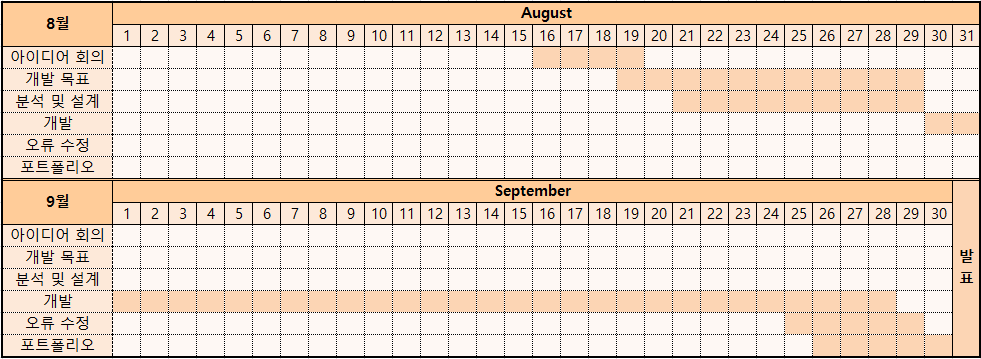 8월 August
1 2 3 4 5 6 7 8 9 10 11 12 13 14 15 16 17 18 19 20 21 22 23 24 25 26 27 28 29 30 31
아이디어 회의
개발 목표
분석 및 설계
개발
오류 수정
포트폴리오
9월 September
1 2 3 4 5 6 7 8 9 10 11 12 13 14 15 16 17 18 19 20 21 22 23 24 25 26 27 28 29 30
아이디어 회의
개발 목표
분석 및 설계
개발
오류 수정
포트폴리오
발표